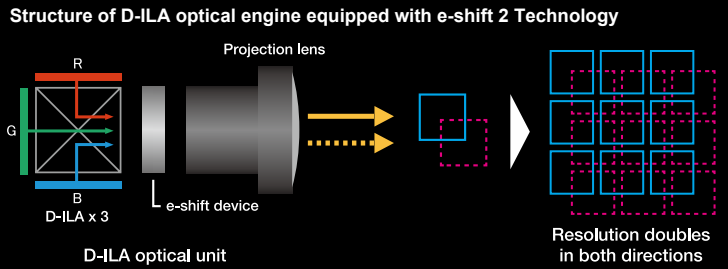 Structure of D-ILA optical engine equipped with e-shift 2 Technology
Projection lens
R
G
B
D-ILA x 3
e-shift device
D-ILA optical unit
Resolution doubles
in both directions